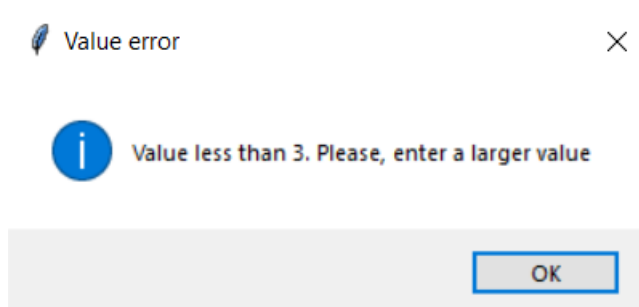 Value error
Value less than 3. Please, enter a larger value
OK